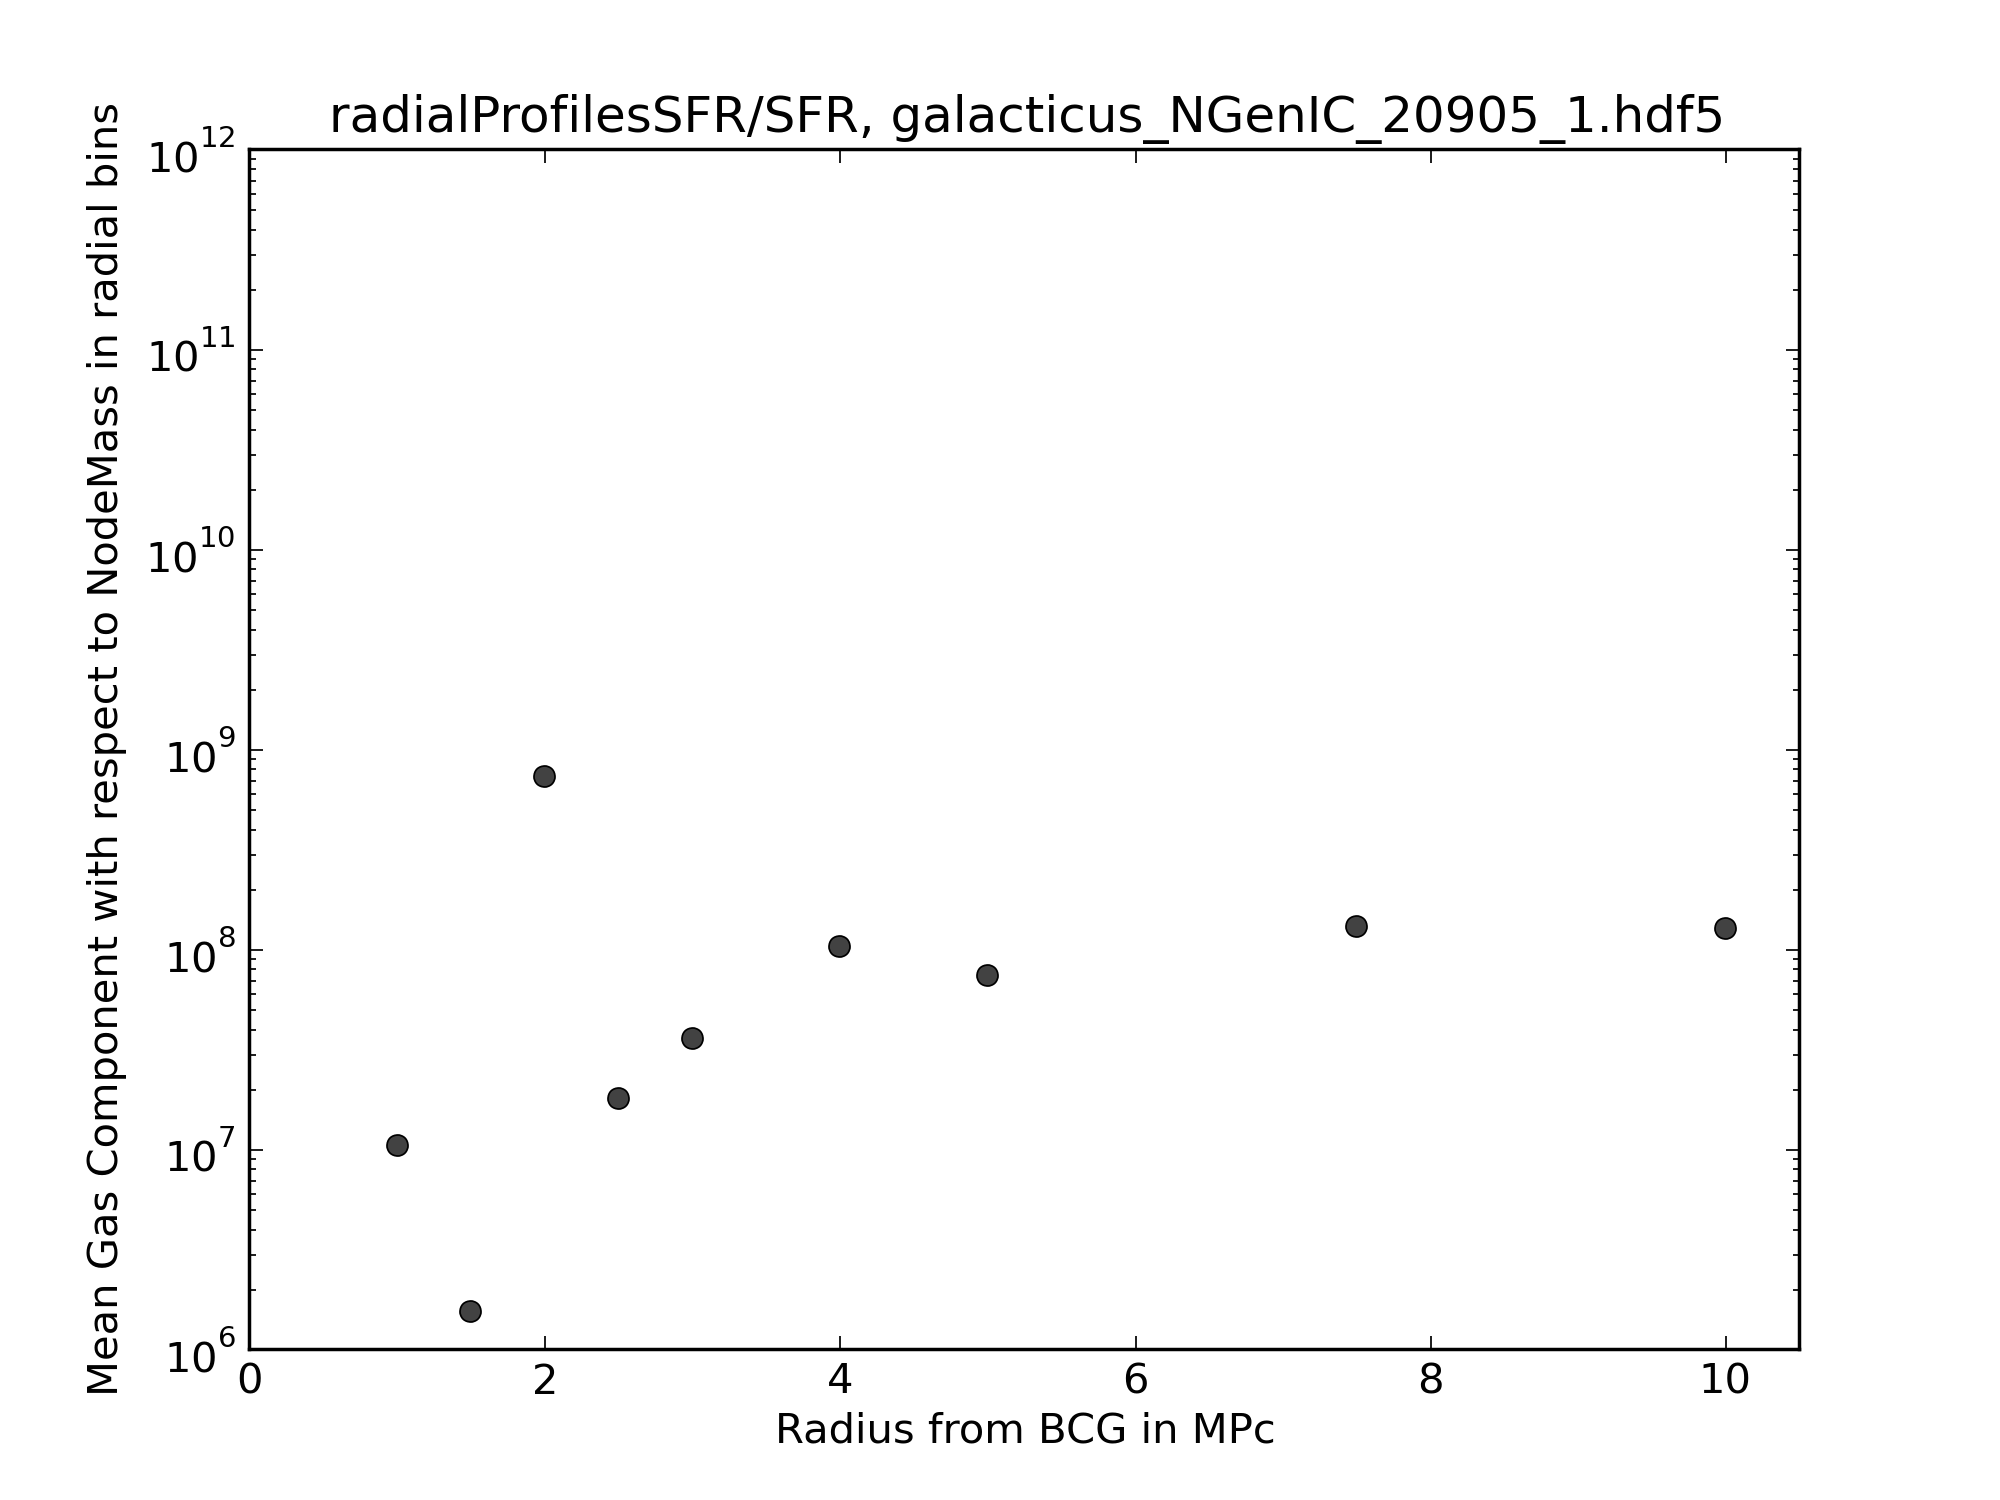 radialProfilesSFR/SFR, galacticus_NGenIC_20905_1.hdf5
Mean Gas Component with respect to NodeMass in radial bins
10^12
10^11
10^10
10^9
10^8
10^7
10^6
0 2 4 6 8 10
Radius from BCG in MPc